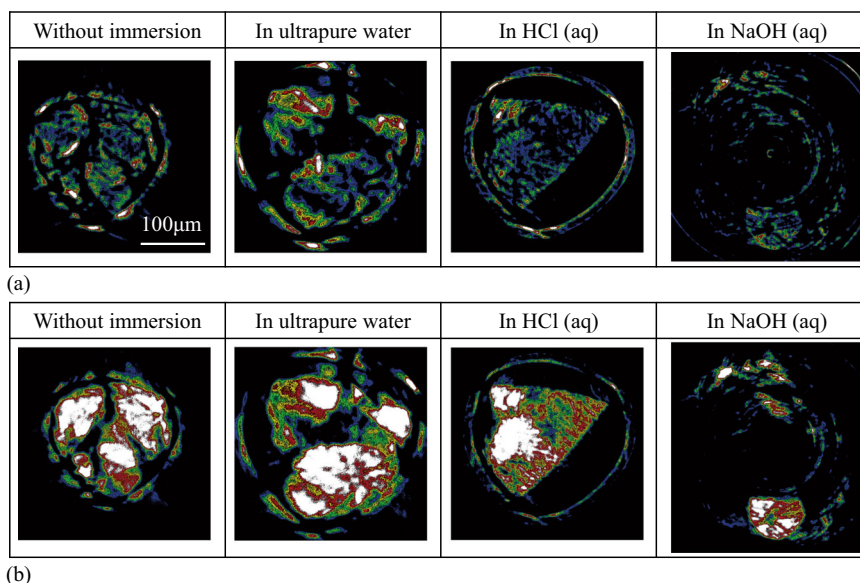 Without immersion In ultrapure water In HCl (aq) In NaOH (aq)
100μm
(a)
Without immersion In ultrapure water In HCl (aq) In NaOH (aq)
(b)